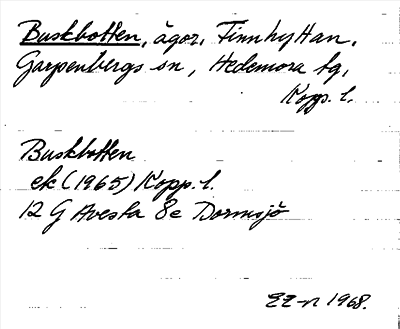 Buskbotten, ägor, Finnhyttan,
Garpenbergs sn, Hedemora tg,
Kopp. l.
Buskbotten
ek (1965) Kopp. l.
12 G Avesta 8e Dormsjö
EE-n 1968.